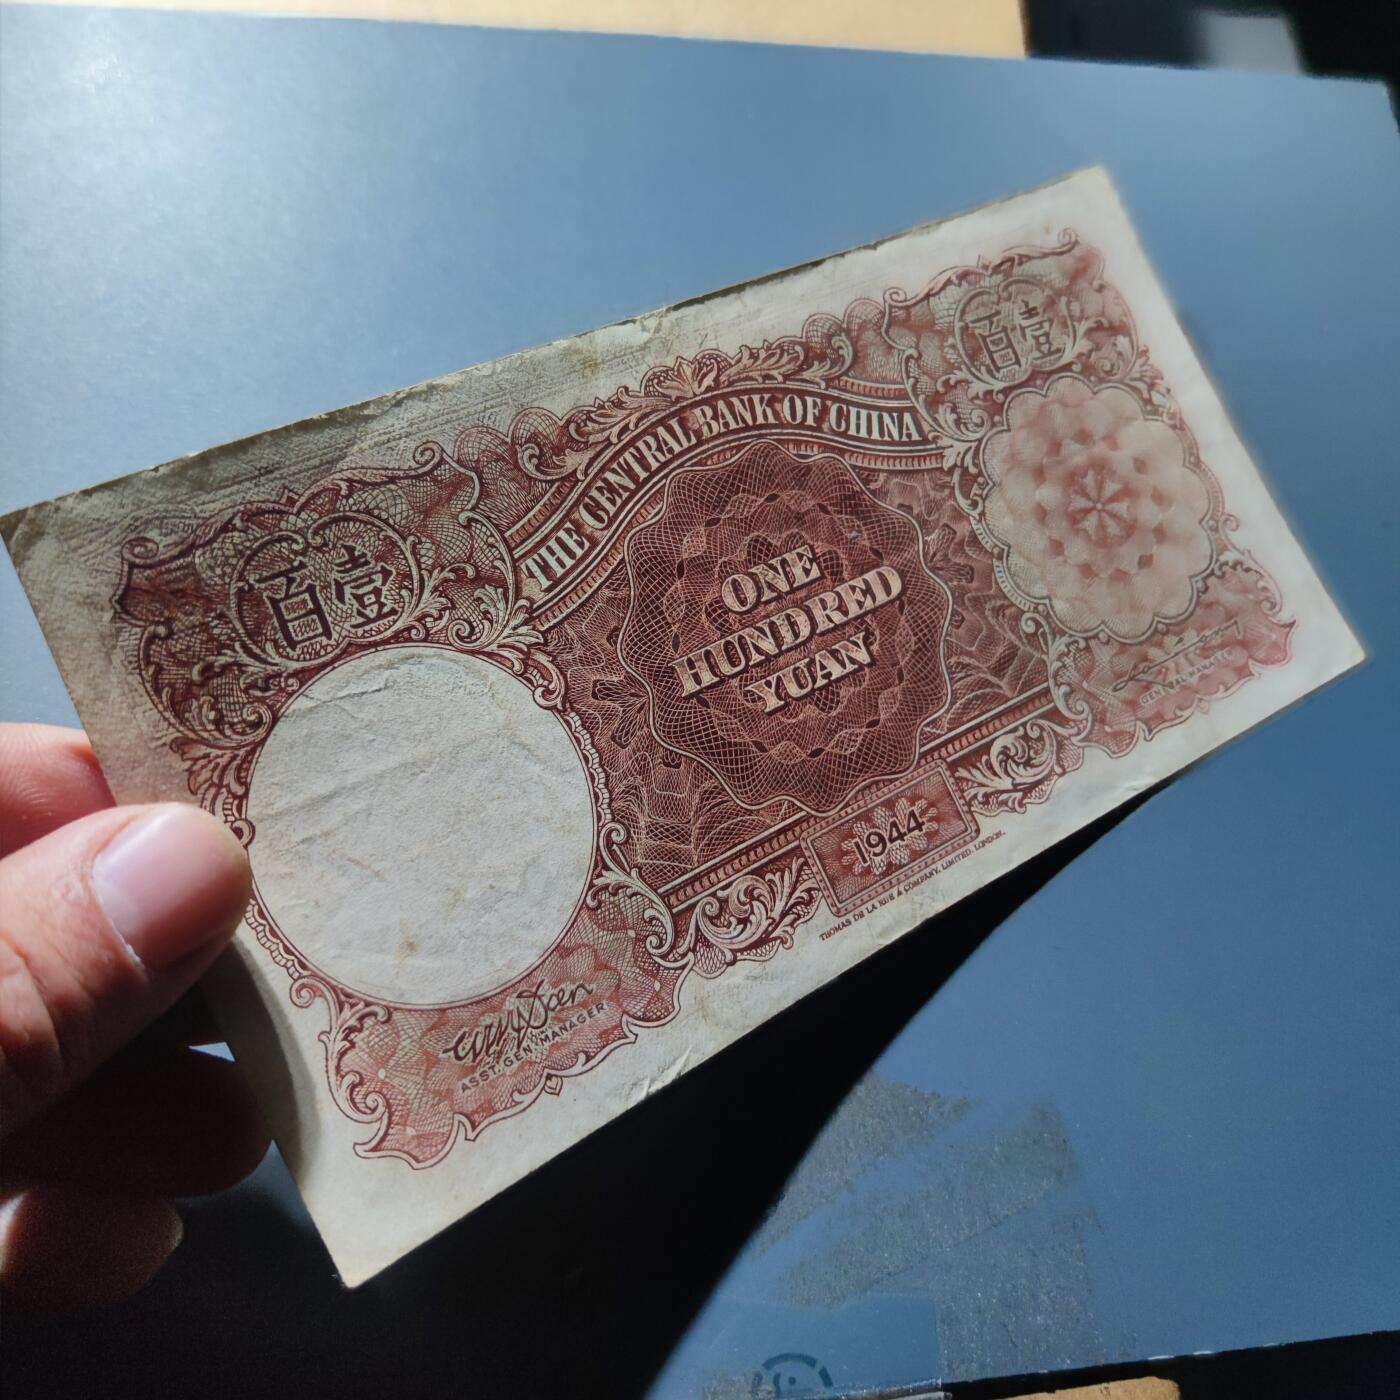 百壹
百壹
THE CENTRAL BANK OF CHINA
ONE
HUNDRED
YUAN
1944
ASST. GEN. MANAGER
GENERAL MANAGER
THOMAS DE LA RUE & COMPANY, LIMITED, LONDON.